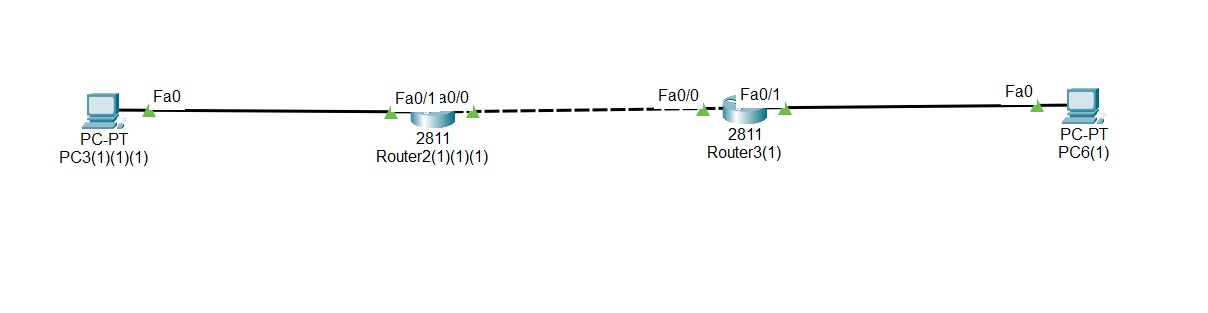 Fa0
Fa0/1 a0/0
Fa0/0
Fa0/1
Fa0
PC-PT
PC3(1)(1)(1)
2811
Router2(1)(1)(1)
2811
Router3(1)
PC-PT
PC6(1)